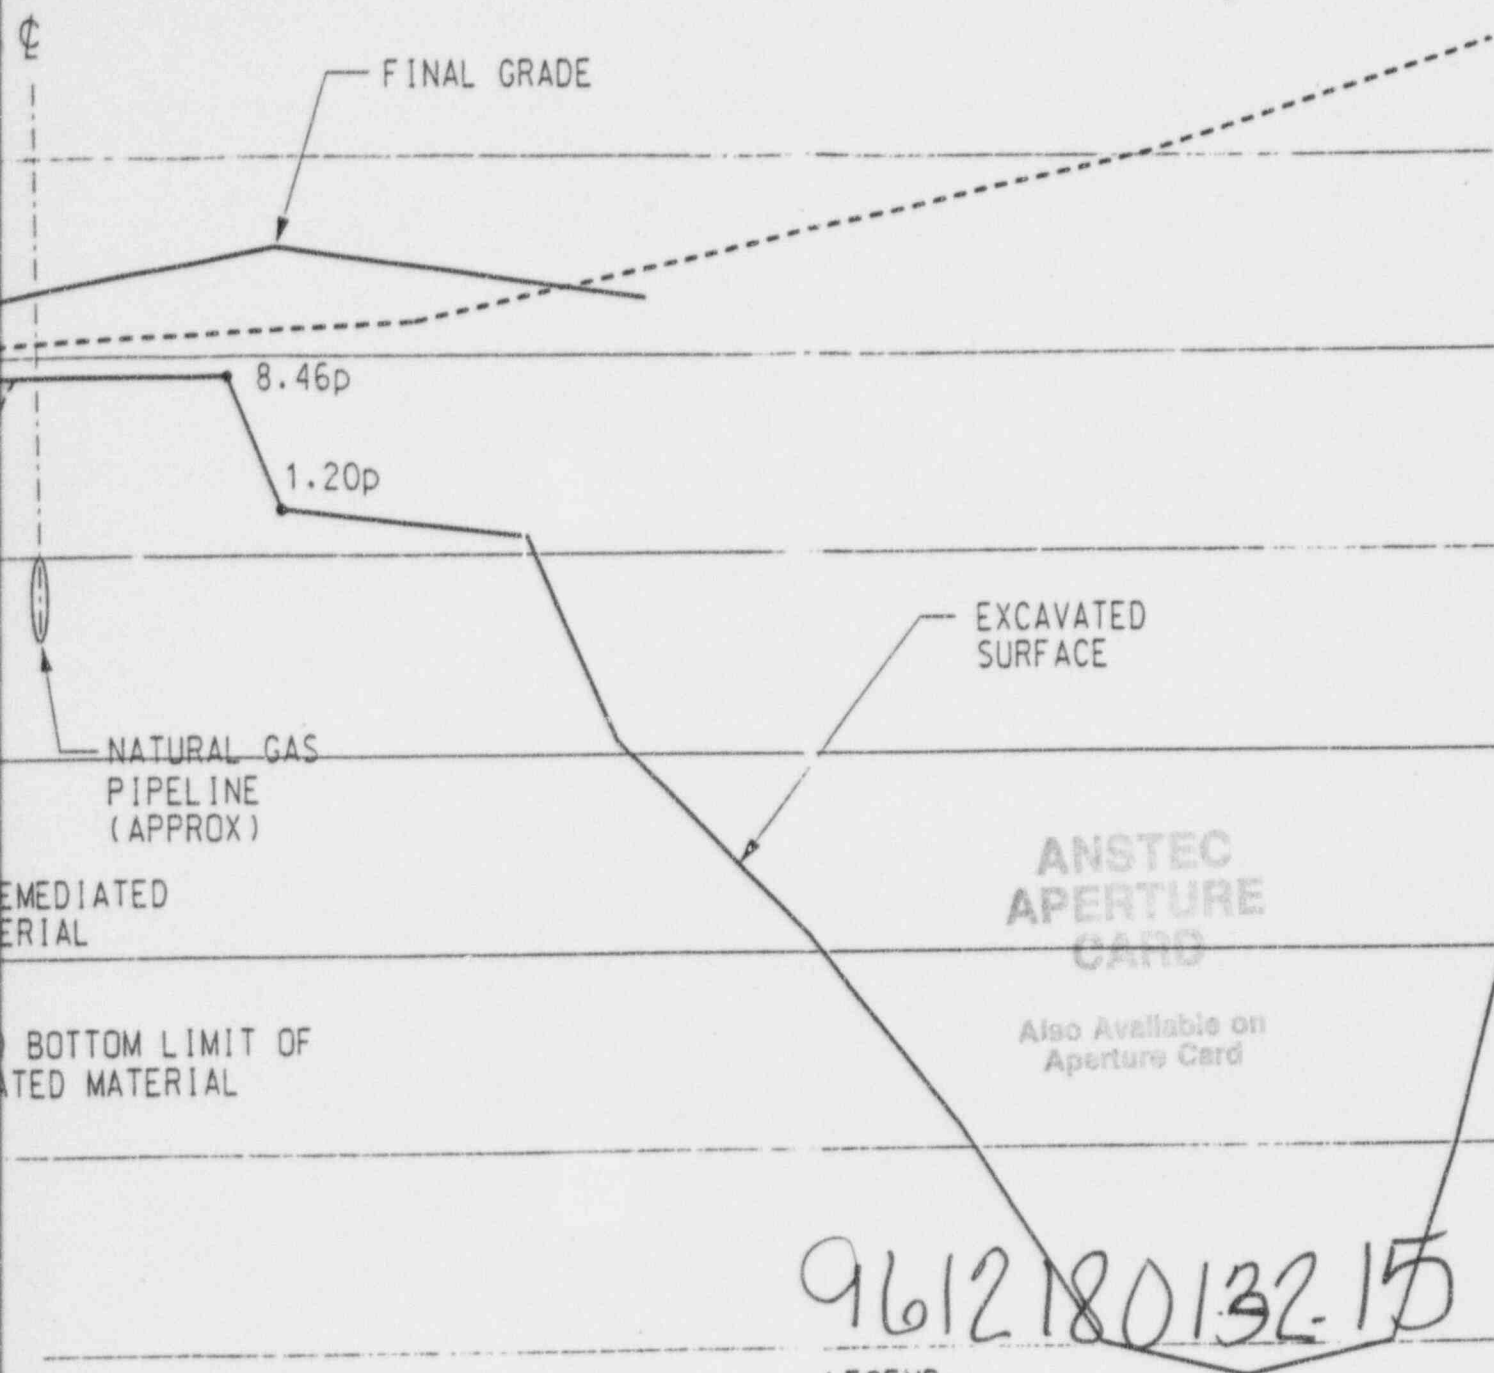 ℄
FINAL GRADE
8.46p
1.20p
EXCAVATED
SURFACE
NATURAL GAS
PIPELINE
(APPROX)
EMEDIATED
ERIAL
ANSTEC
APERTURE
CARD
Also Available on
Aperture Card
) BOTTOM LIMIT OF
ATED MATERIAL
9612180132-15
LEGEND